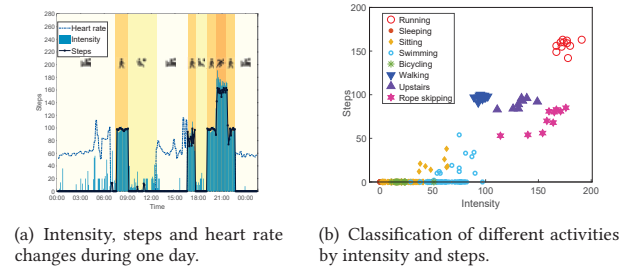 280
260
240
220
200
180
160
140
120
100
80
60
40
20
0
Steps
Heart rate
Intensity
Steps
00:00 03:00 06:00 09:00 12:00 15:00 18:00 21:00 00:00
Time
200
150
100
50
0
Steps
Running
Sleeping
Sitting
Swimming
Bicycling
Walking
Upstairs
Rope skipping
0 50 100 150 200
Intensity
(a) Intensity, steps and heart rate
changes during one day.
(b) Classification of different activities
by intensity and steps.